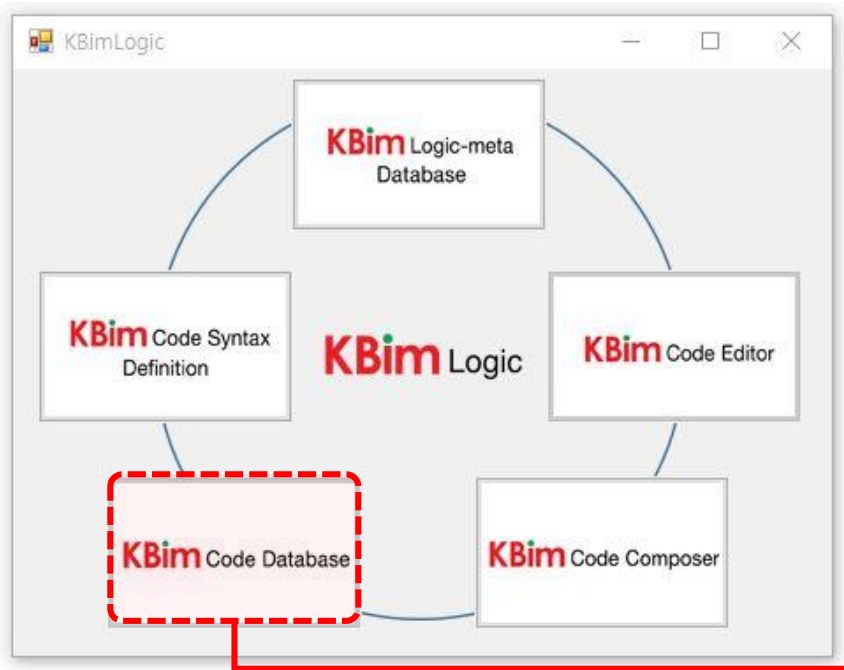 KBimLogic
KBim Logic-meta
Database
KBim Code Syntax
Definition
KBim Logic
KBim Code Editor
KBim Code Database
KBim Code Composer